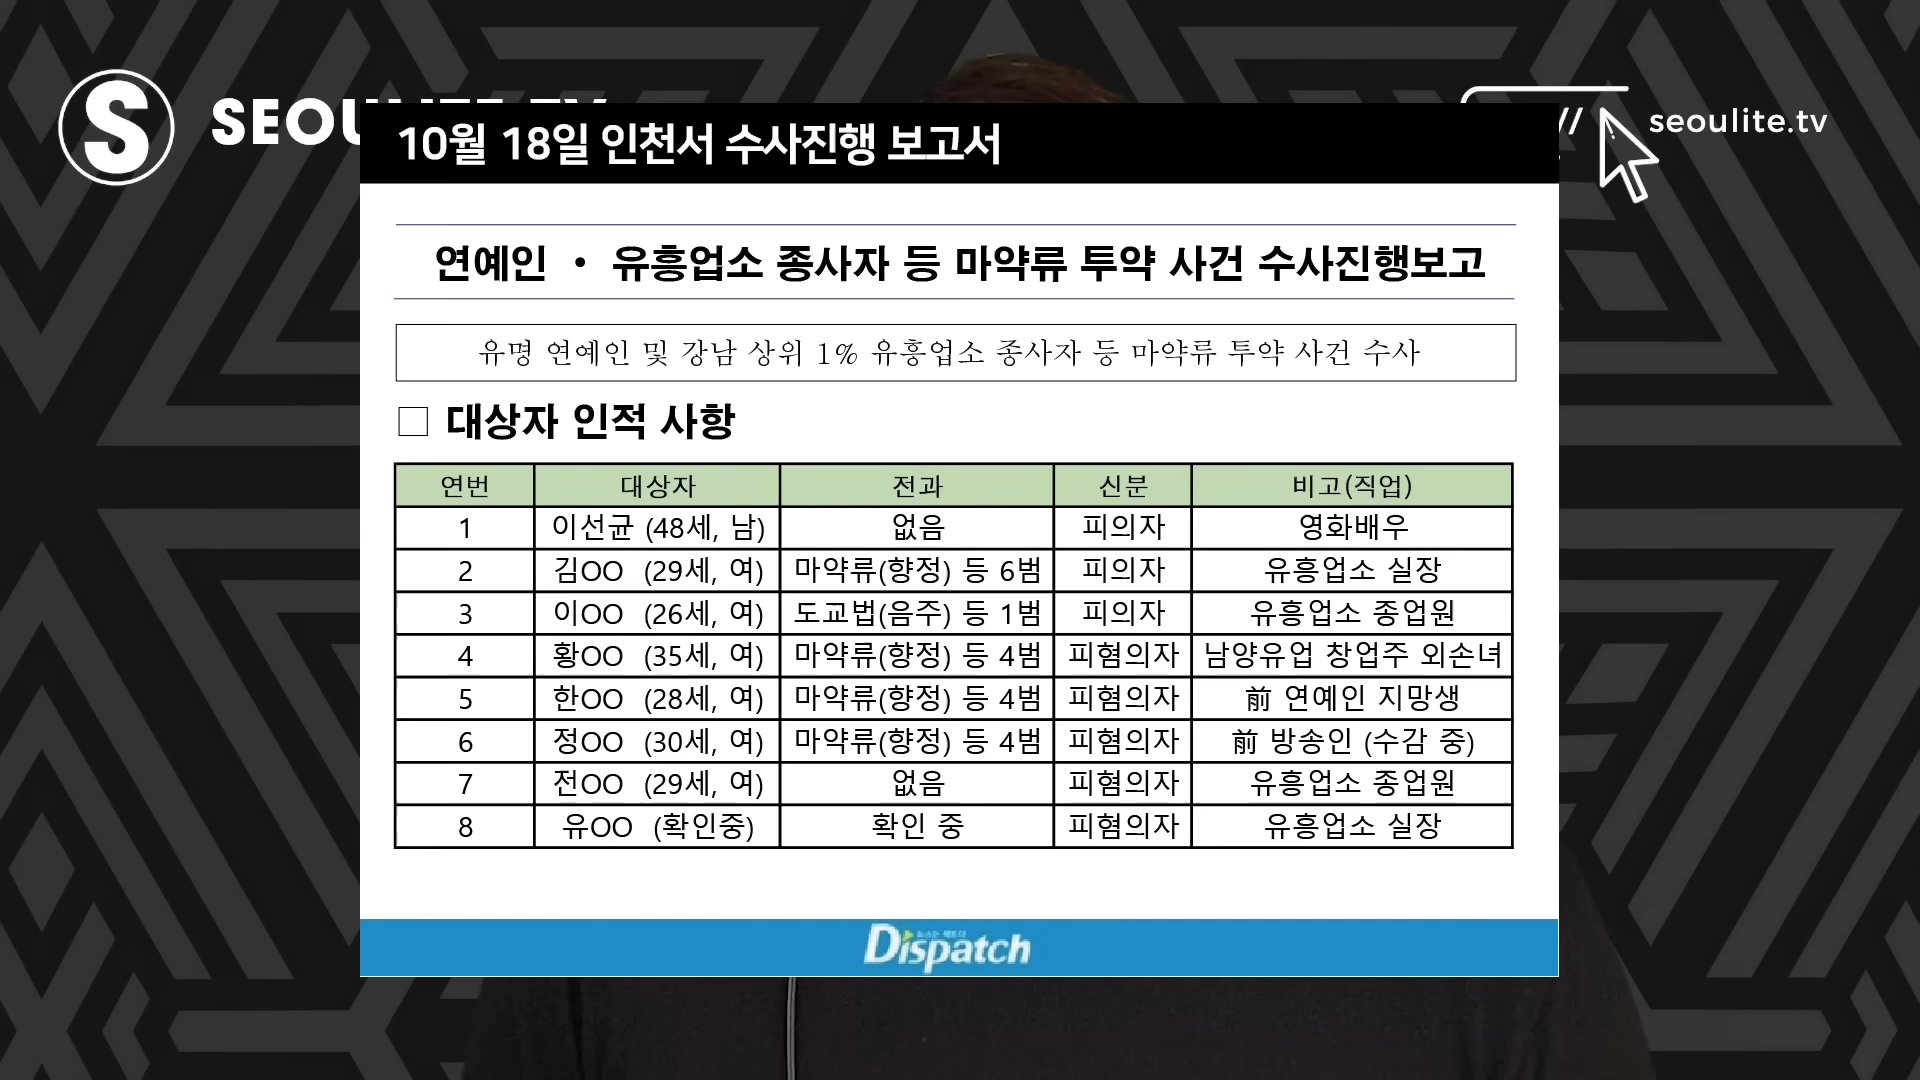 S
seoulite.tv
10월 18일 인천서 수사진행 보고서
연예인 · 유흥업소 종사자 등 마약류 투약 사건 수사진행보고
유명 연예인 및 강남 상위 1% 유흥업소 종사자 등 마약류 투약 사건 수사
□ 대상자 인적 사항
연번 대상자 전과 신분 비고(직업)
1 이선균 (48세, 남) 없음 피의자 영화배우
2 김OO (29세, 여) 마약류(향정) 등 6범 피의자 유흥업소 실장
3 이OO (26세, 여) 도교법(음주) 등 1범 피의자 유흥업소 종업원
4 황OO (35세, 여) 마약류(향정) 등 4범 피혐의자 남양유업 창업주 외손녀
5 한OO (28세, 여) 마약류(향정) 등 4범 피혐의자 前 연예인 지망생
6 정OO (30세, 여) 마약류(향정) 등 4범 피혐의자 前 방송인 (수감 중)
7 전OO (29세, 여) 없음 피혐의자 유흥업소 종업원
8 유OO (확인중) 확인 중 피혐의자 유흥업소 실장
Dispatch